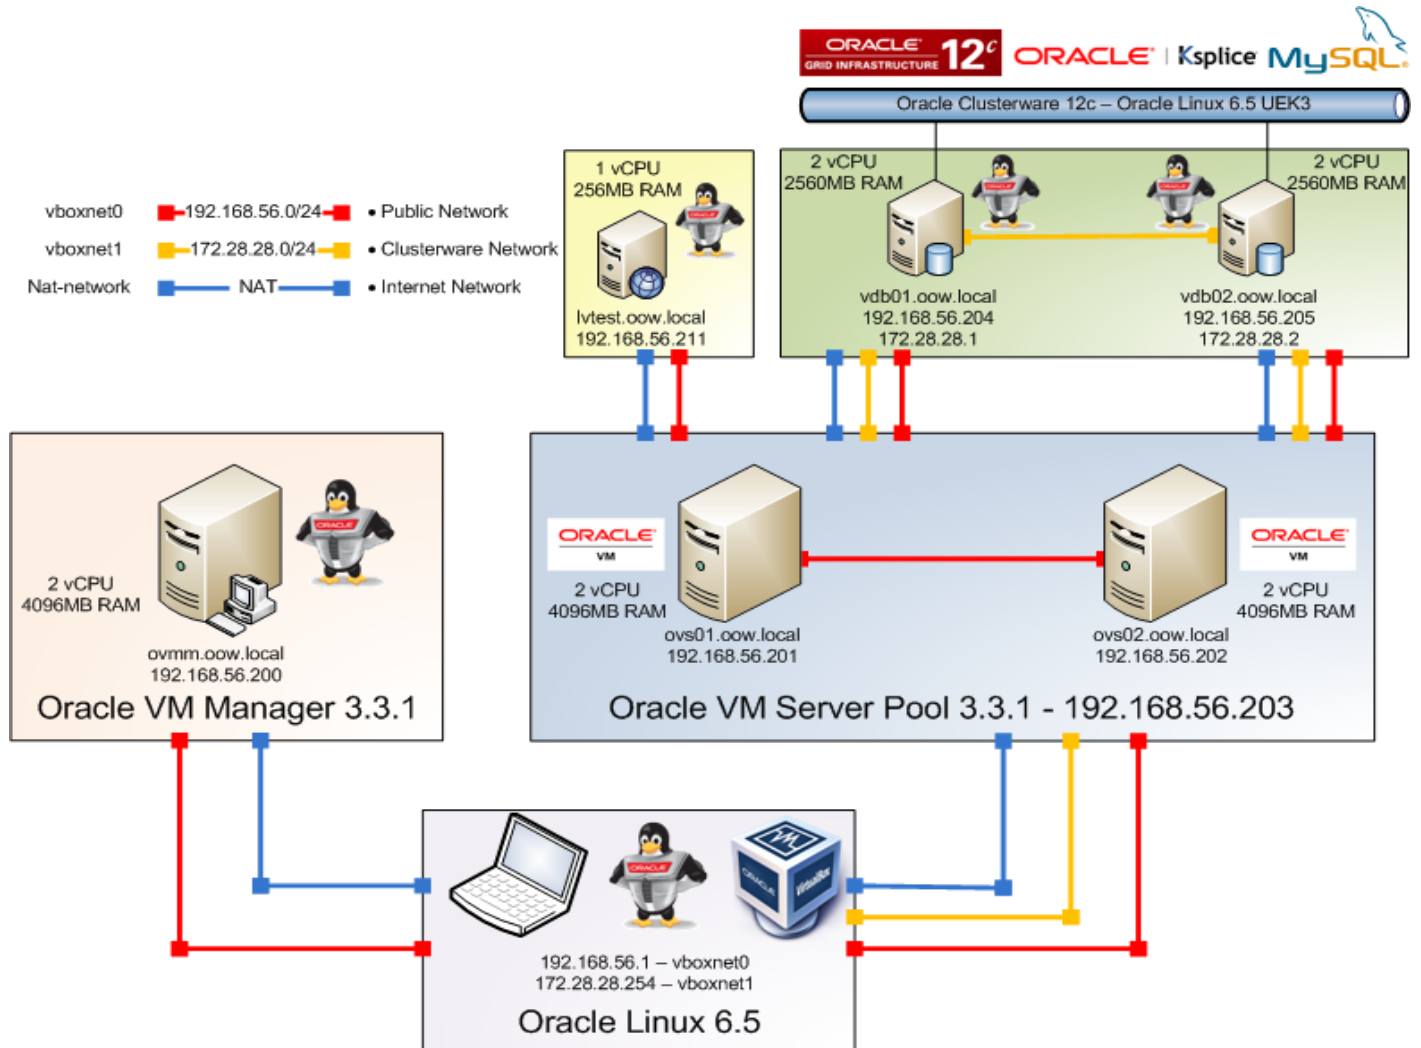 ORACLE
GRID INFRASTRUCTURE 12c
ORACLE | Ksplice
MySQL
Oracle Clusterware 12c – Oracle Linux 6.5 UEK3
vboxnet0 192.168.56.0/24 • Public Network
vboxnet1 172.28.28.0/24 • Clusterware Network
Nat-network NAT • Internet Network
1 vCPU
256MB RAM
ORACLE
lvtest.oow.local
192.168.56.211
2 vCPU
2560MB RAM
ORACLE
vdb01.oow.local
192.168.56.204
172.28.28.1
2 vCPU
2560MB RAM
ORACLE
vdb02.oow.local
192.168.56.205
172.28.28.2
2 vCPU
4096MB RAM
ORACLE
ovmm.oow.local
192.168.56.200
Oracle VM Manager 3.3.1
ORACLE
VM
2 vCPU
4096MB RAM
ovs01.oow.local
192.168.56.201
ORACLE
VM
2 vCPU
4096MB RAM
ovs02.oow.local
192.168.56.202
Oracle VM Server Pool 3.3.1 - 192.168.56.203
ORACLE
ORACLE
VirtualBox
192.168.56.1 – vboxnet0
172.28.28.254 – vboxnet1
Oracle Linux 6.5